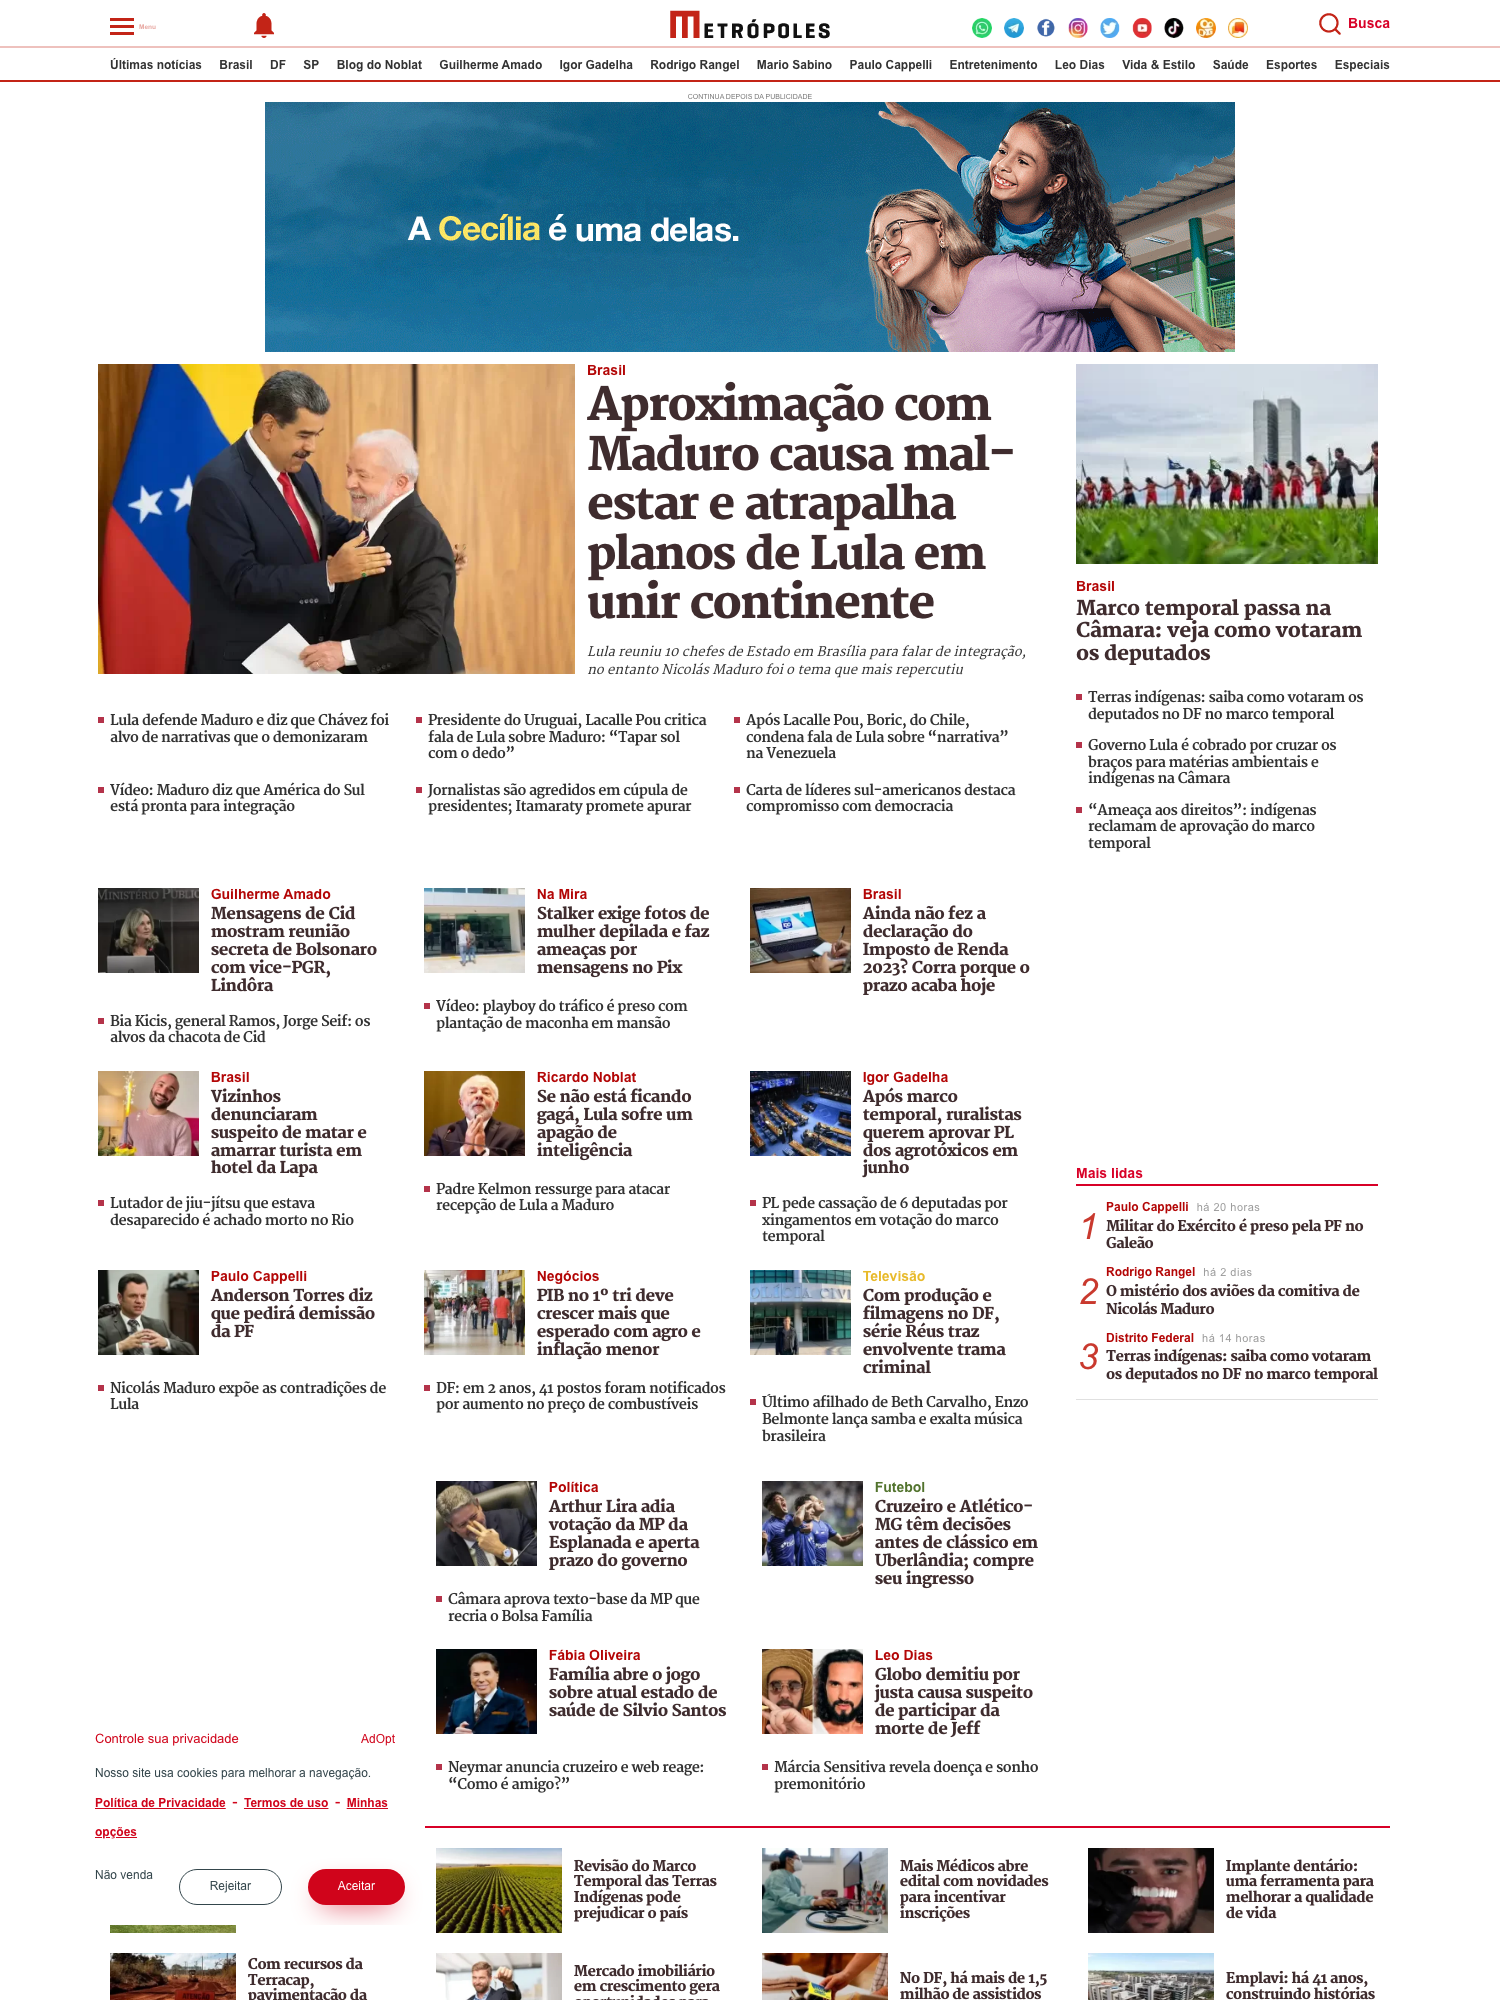 Menu
METRÓPOLES
Busca
Últimas notícias Brasil DF SP Blog do Noblat Guilherme Amado Igor Gadelha Rodrigo Rangel Mario Sabino Paulo Cappelli Entretenimento Leo Dias Vida & Estilo Saúde Esportes Especiais
CONTINUA DEPOIS DA PUBLICIDADE
A Cecília é uma delas.
Brasil
Aproximação com
Maduro causa mal-
estar e atrapalha
planos de Lula em
unir continente
Lula reuniu 10 chefes de Estado em Brasília para falar de integração,
no entanto Nicolás Maduro foi o tema que mais repercutiu
Lula defende Maduro e diz que Chávez foi
alvo de narrativas que o demonizaram
Presidente do Uruguai, Lacalle Pou critica
fala de Lula sobre Maduro: “Tapar sol
com o dedo”
Após Lacalle Pou, Boric, do Chile,
condena fala de Lula sobre “narrativa”
na Venezuela
Vídeo: Maduro diz que América do Sul
está pronta para integração
Jornalistas são agredidos em cúpula de
presidentes; Itamaraty promete apurar
Carta de líderes sul-americanos destaca
compromisso com democracia
Brasil
Marco temporal passa na
Câmara: veja como votaram
os deputados
Terras indígenas: saiba como votaram os
deputados no DF no marco temporal
Governo Lula é cobrado por cruzar os
braços para matérias ambientais e
indígenas na Câmara
“Ameaça aos direitos”: indígenas
reclamam de aprovação do marco
temporal
MINISTÉRIO PÚBLIC
Guilherme Amado
Mensagens de Cid
mostram reunião
secreta de Bolsonaro
com vice-PGR,
Lindôra
Bia Kicis, general Ramos, Jorge Seif: os
alvos da chacota de Cid
Na Mira
Stalker exige fotos de
mulher depilada e faz
ameaças por
mensagens no Pix
Vídeo: playboy do tráfico é preso com
plantação de maconha em mansão
Brasil
Ainda não fez a
declaração do
Imposto de Renda
2023? Corra porque o
prazo acaba hoje
Brasil
Vizinhos
denunciaram
suspeito de matar e
amarrar turista em
hotel da Lapa
Lutador de jiu-jítsu que estava
desaparecido é achado morto no Rio
Ricardo Noblat
Se não está ficando
gagá, Lula sofre um
apagão de
inteligência
Padre Kelmon ressurge para atacar
recepção de Lula a Maduro
Igor Gadelha
Após marco
temporal, ruralistas
querem aprovar PL
dos agrotóxicos em
junho
PL pede cassação de 6 deputadas por
xingamentos em votação do marco
temporal
Paulo Cappelli
Anderson Torres diz
que pedirá demissão
da PF
Nicolás Maduro expõe as contradições de
Lula
Negócios
PIB no 1º tri deve
crescer mais que
esperado com agro e
inflação menor
DF: em 2 anos, 41 postos foram notificados
por aumento no preço de combustíveis
Televisão
Com produção e
filmagens no DF,
série Réus traz
envolvente trama
criminal
Último afilhado de Beth Carvalho, Enzo
Belmonte lança samba e exalta música
brasileira
Mais lidas
1
Paulo Cappelli há 20 horas
Militar do Exército é preso pela PF no
Galeão
2
Rodrigo Rangel há 2 dias
O mistério dos aviões da comitiva de
Nicolás Maduro
3
Distrito Federal há 14 horas
Terras indígenas: saiba como votaram
os deputados no DF no marco temporal
Política
Arthur Lira adia
votação da MP da
Esplanada e aperta
prazo do governo
Câmara aprova texto-base da MP que
recria o Bolsa Família
Futebol
Cruzeiro e Atlético-
MG têm decisões
antes de clássico em
Uberlândia; compre
seu ingresso
Fábia Oliveira
Família abre o jogo
sobre atual estado de
saúde de Silvio Santos
Neymar anuncia cruzeiro e web reage:
“Como é amigo?”
Leo Dias
Globo demitiu por
justa causa suspeito
de participar da
morte de Jeff
Márcia Sensitiva revela doença e sonho
premonitório
Controle sua privacidade AdOpt
Nosso site usa cookies para melhorar a navegação.
Política de Privacidade - Termos de uso - Minhas
opções
Não venda Rejeitar Aceitar
Revisão do Marco
Temporal das Terras
Indígenas pode
prejudicar o país
Mais Médicos abre
edital com novidades
para incentivar
inscrições
Implante dentário:
uma ferramenta para
melhorar a qualidade
de vida
Com recursos da
Terracap,
pavimentação da
Mercado imobiliário
em crescimento gera
No DF, há mais de 1,5
milhão de assistidos
Emplavi: há 41 anos,
construindo histórias